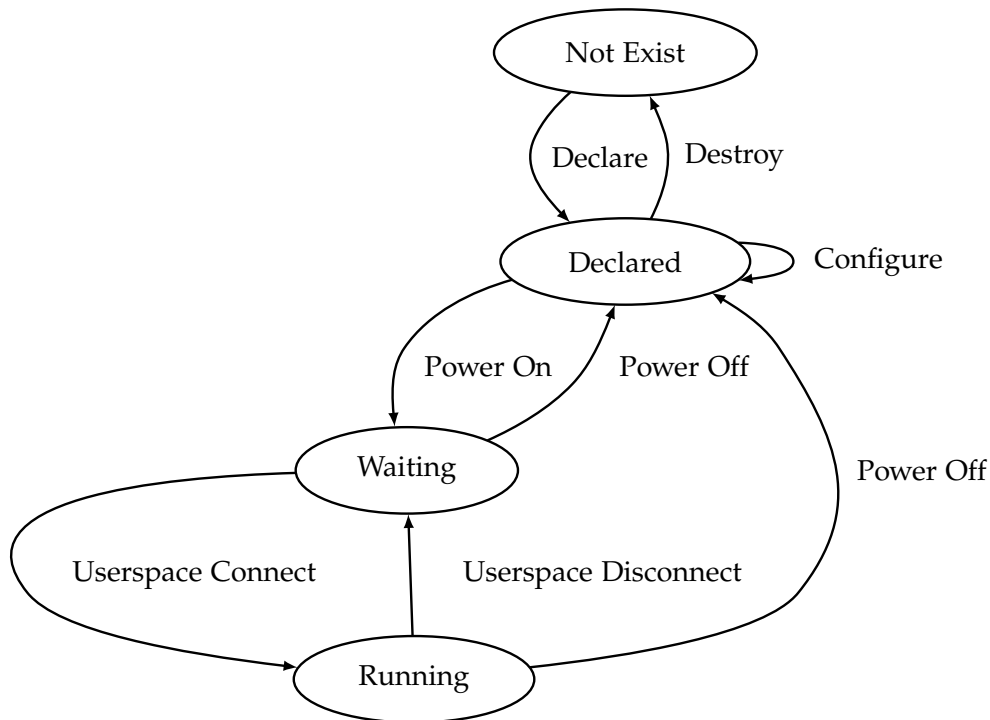 Not Exist
Declare
Destroy
Declared
Configure
Power On
Power Off
Waiting
Power Off
Userspace Connect
Userspace Disconnect
Running